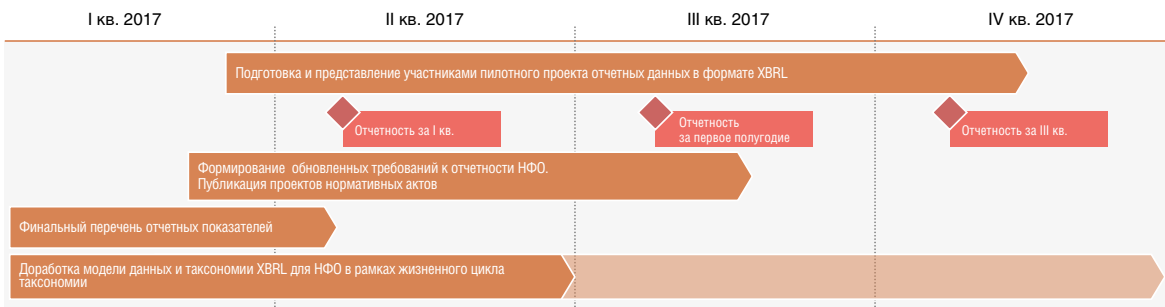 I кв. 2017
II кв. 2017
III кв. 2017
IV кв. 2017
Подготовка и представление участниками пилотного проекта отчетных данных в формате XBRL
Отчетность за I кв.
Отчетность
за первое полугодие
Отчетность за III кв.
Формирование обновленных требований к отчетности НФО.
Публикация проектов нормативных актов
Финальный перечень отчетных показателей
Доработка модели данных и таксономии XBRL для НФО в рамках жизненного цикла
таксономии